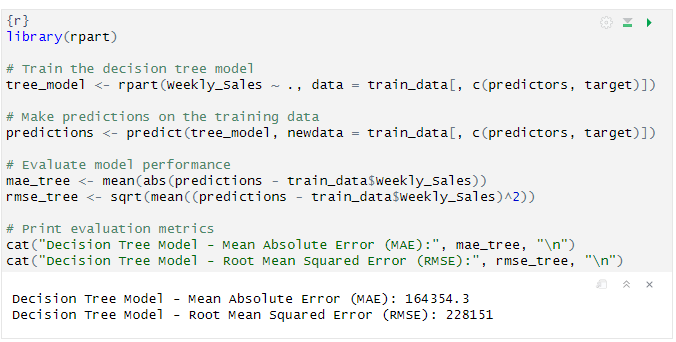 {r}
library(rpart)
# Train the decision tree model
tree_model <- rpart(Weekly_Sales ~ ., data = train_data[, c(predictors, target)])
# Make predictions on the training data
predictions <- predict(tree_model, newdata = train_data[, c(predictors, target)])
# Evaluate model performance
mae_tree <- mean(abs(predictions - train_data$Weekly_Sales))
rmse_tree <- sqrt(mean((predictions - train_data$Weekly_Sales)^2))
# Print evaluation metrics
cat("Decision Tree Model - Mean Absolute Error (MAE):", mae_tree, "\n")
cat("Decision Tree Model - Root Mean Squared Error (RMSE):", rmse_tree, "\n")
Decision Tree Model - Mean Absolute Error (MAE): 164354.3
Decision Tree Model - Root Mean Squared Error (RMSE): 228151